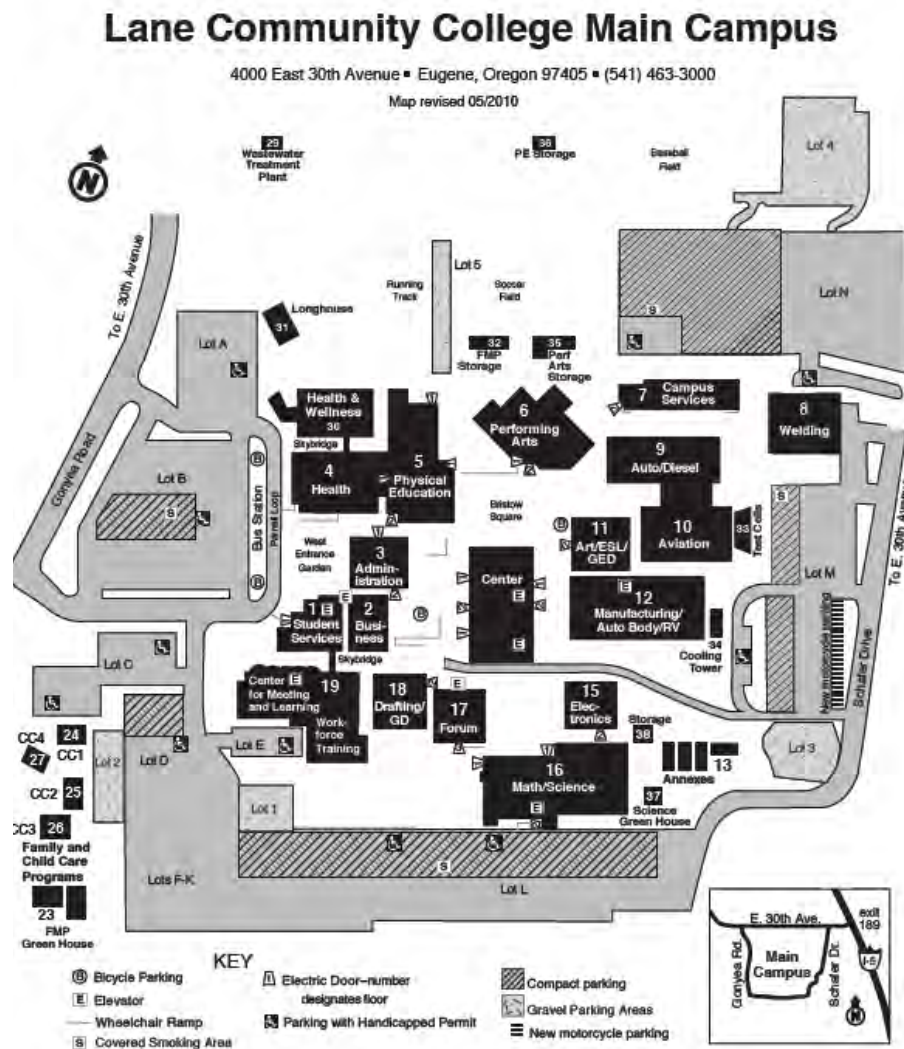 Lane Community College Main Campus
4000 East 30th Avenue ▪ Eugene, Oregon 97405 ▪ (541) 463-3000
Map revised 05/2010
N
29
Wastewater
Treatment
Plant
36
PE Storage
Baseball
Field
Lot 4
To E. 30th Avenue
Gonyea Road
Lot A
31
Longhouse
Running
Track
Lot 5
Soccer
Field
32
FMP
Storage
35
Perf
Arts
Storage
S
Lot N
Health &
Wellness
30
Skybridge
4
Health
5
Physical
Education
6
Performing
Arts
7
Campus
Services
8
Welding
9
Auto/Diesel
10
Aviation
33
Test Cells
Lot B
S
B
Bus Station
Transit Loop
B
West
Entrance
Garden
3
Administration
Bristow
Square
B
11
Art/ESL/
GED
Center
E
E
E
12
Manufacturing/
Auto Body/RV
34
Cooling
Tower
S
Lot M
New motorcycle parking
Schafer Drive
To E. 30th Avenue
1
E
Student
Services
E
2
Busi-
ness
B
Skybridge
Lot C
Center
E
for Meeting
and Learning
19
Work-
force
Training
18
Drafting/
GD
E
17
Forum
15
Elec-
tronics
Storage
38
Annexes
13
Lot 3
16
Math/Science
E
37
Science
Green House
CC4
27
24
CC1
CC2
25
CC3
26
Family and
Child Care
Programs
23
FMP
Green House
Lot 2
Lot D
Lot E
Lot 1
Lots F-K
S
Lot L
KEY
B Bicycle Parking
E Elevator
Wheelchair Ramp
S Covered Smoking Area
1 Electric Door–number
designates floor
Parking with Handicapped Permit
Compact parking
Gravel Parking Areas
New motorcycle parking
E. 30th Ave.
exit
189
Gonyea Rd.
Main
Campus
Schafer Dr.
I-5
N